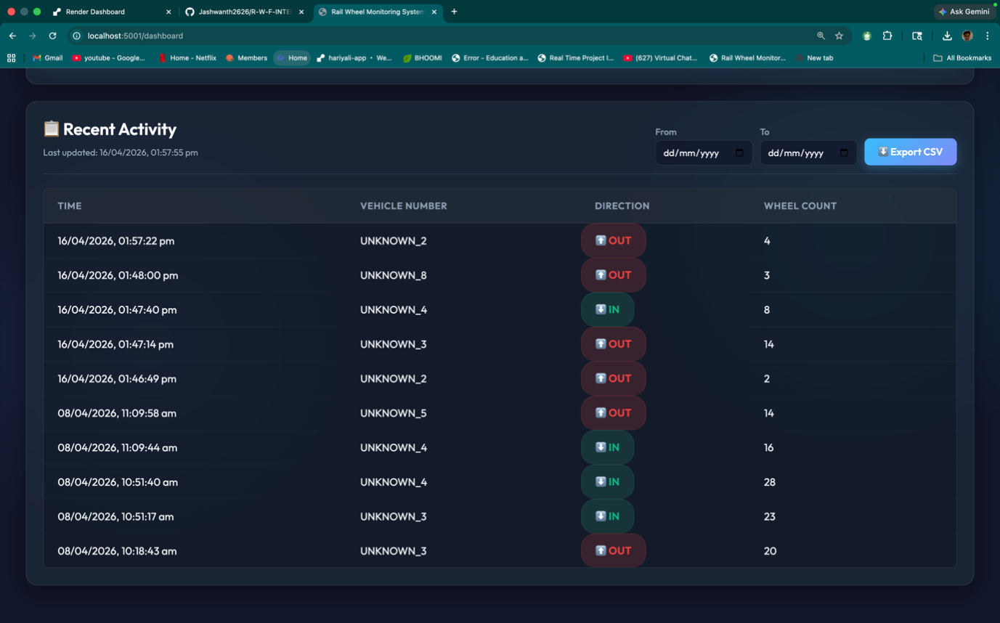 Render Dashboard
Jashwanth2626/R-W-F-INTE
Rail Wheel Monitoring System
Ask Gemini
localhost:5001/dashboard
Gmail
youtube - Google...
Home - Netflix
Members
Home
hariyali-app • We...
BHOOMI
Error - Education a...
Real Time Project I...
(627) Virtual Chat...
Rail Wheel Monitor...
New tab
All Bookmarks
Recent Activity
Last updated: 16/04/2026, 01:57:55 pm
From
To
dd/mm/yyyy
dd/mm/yyyy
Export CSV
TIME VEHICLE NUMBER DIRECTION WHEEL COUNT
16/04/2026, 01:57:22 pm UNKNOWN_2 OUT 4
16/04/2026, 01:48:00 pm UNKNOWN_8 OUT 3
16/04/2026, 01:47:40 pm UNKNOWN_4 IN 8
16/04/2026, 01:47:14 pm UNKNOWN_3 OUT 14
16/04/2026, 01:46:49 pm UNKNOWN_2 OUT 2
08/04/2026, 11:09:58 am UNKNOWN_5 OUT 14
08/04/2026, 11:09:44 am UNKNOWN_4 IN 16
08/04/2026, 10:51:40 am UNKNOWN_4 IN 28
08/04/2026, 10:51:17 am UNKNOWN_3 IN 23
08/04/2026, 10:18:43 am UNKNOWN_3 OUT 20